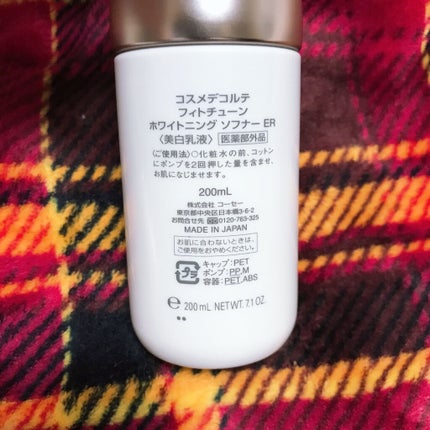 コスメデコルテ
フィトチューン
ホワイトニング ソフナー ER
〈美白乳液〉 医薬部外品
〈ご使用法〉○化粧水の前、コットン
にポンプを2回押した量を含ませ、
お肌になじませます。
200mL
株式会社 コーセー
東京都中央区日本橋3-6-2
お問合せ先 0120-763-325
MADE IN JAPAN
お肌に合わないときは、
ご使用をおやめください。
プラ
キャップ:PET
ポンプ:PP,M
容器:PET,ABS
e 200 mL NET WT. 7.1 OZ.